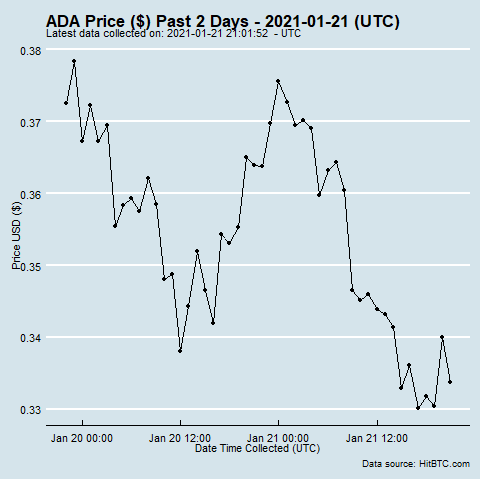 ADA Price ($) Past 2 Days - 2021-01-21 (UTC)
Latest data collected on: 2021-01-21 21:01:52 - UTC
0.38
0.37
0.36
0.35
0.34
0.33
Price USD ($)
Jan 20 00:00
Jan 20 12:00
Jan 21 00:00
Jan 21 12:00
Date Time Collected (UTC)
Data source: HitBTC.com